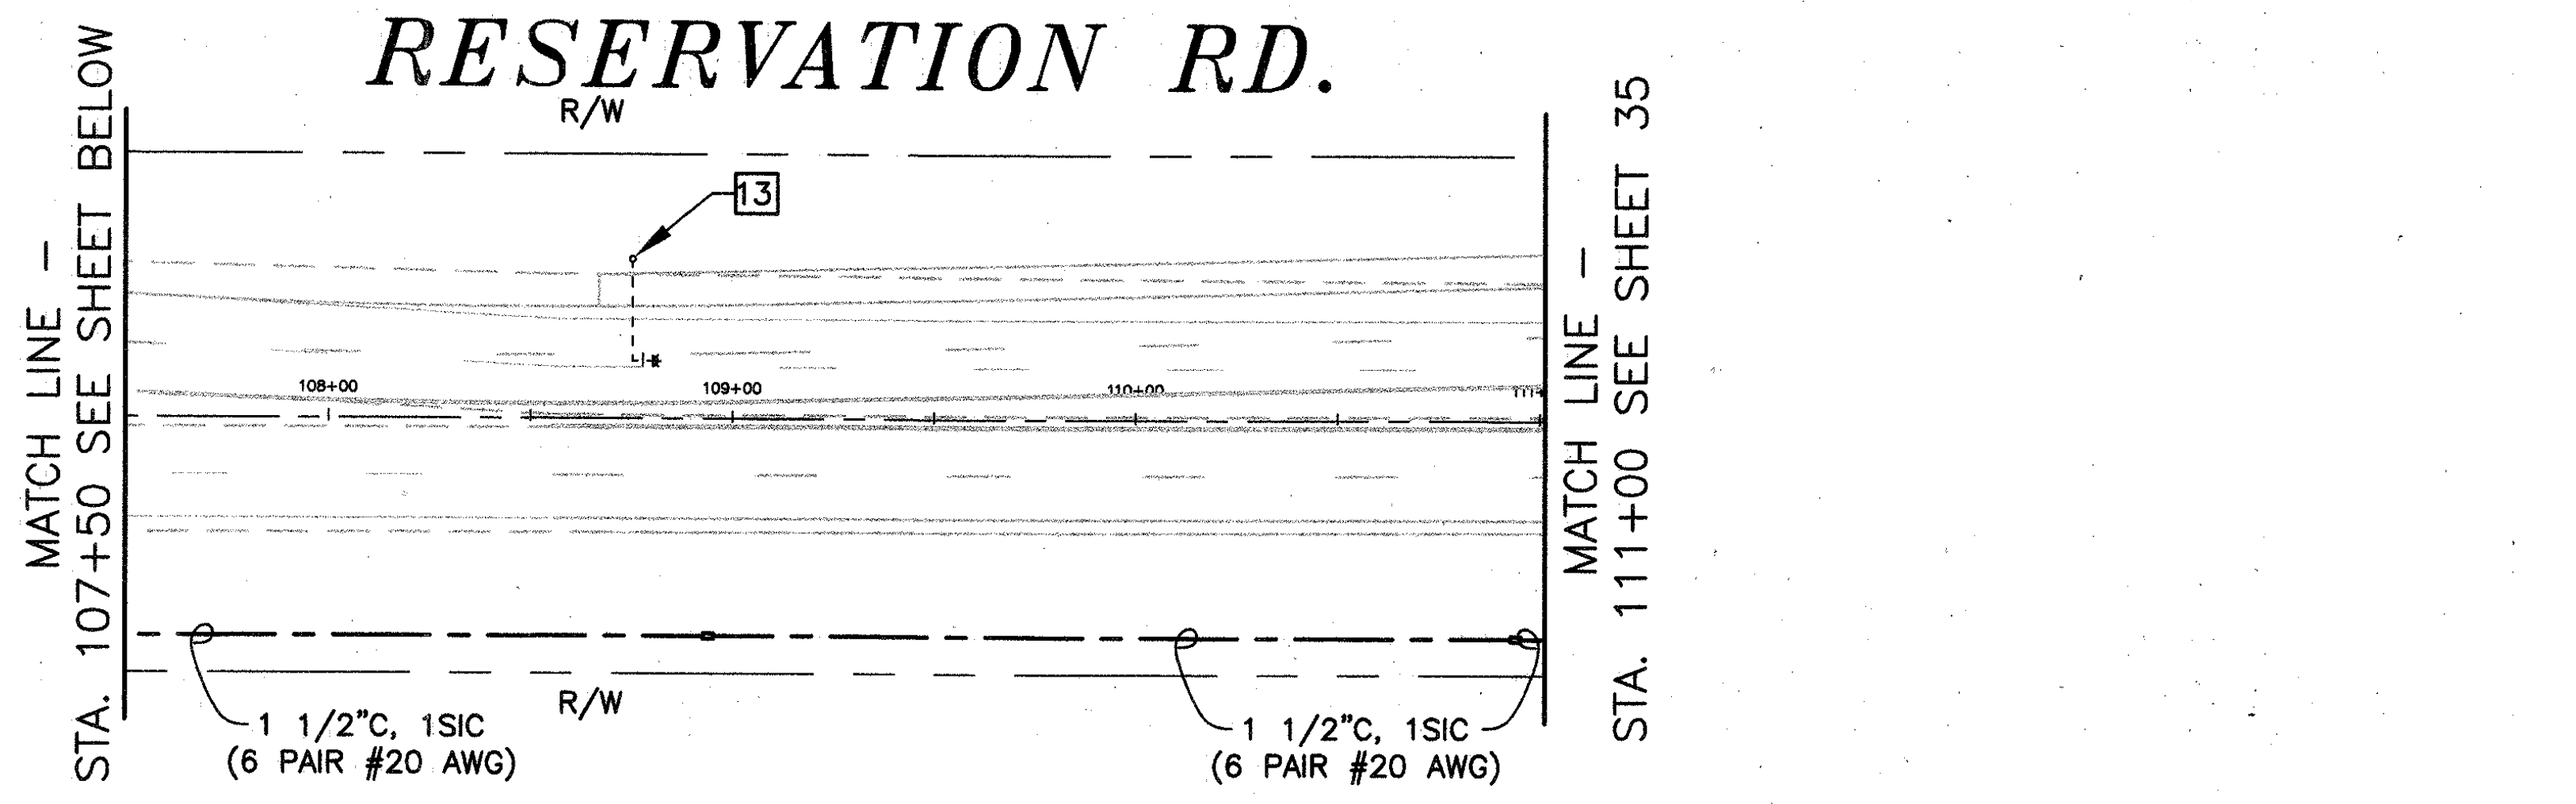 RESERVATION RD.
R/W
MATCH LINE -
STA. 107+50 SEE SHEET BELOW
13
108+00
109+00
110+00
MATCH LINE -
STA. 111+00 SEE SHEET 35
R/W
1 1/2"C, 1SIC
(6 PAIR #20 AWG)
1 1/2"C, 1SIC
(6 PAIR #20 AWG)